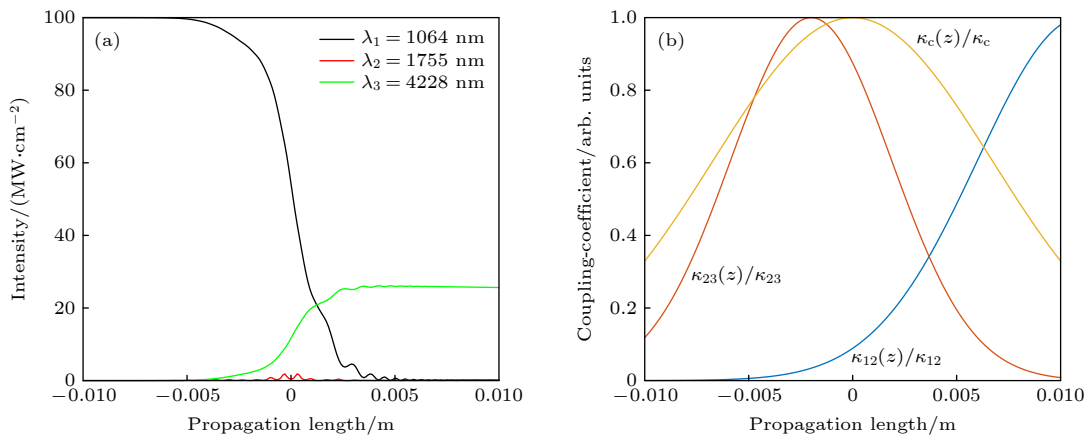 (a)
λ₁ = 1064 nm
λ₂ = 1755 nm
λ₃ = 4228 nm
Intensity/(MW·cm⁻²)
100
80
60
40
20
0
−0.010 −0.005 0 0.005 0.010
Propagation length/m
(b)
κc(z)/κc
κ₂₃(z)/κ₂₃
κ₁₂(z)/κ₁₂
Coupling-coefficient/arb. units
1.0
0.8
0.6
0.4
0.2
0
−0.010 −0.005 0 0.005 0.010
Propagation length/m